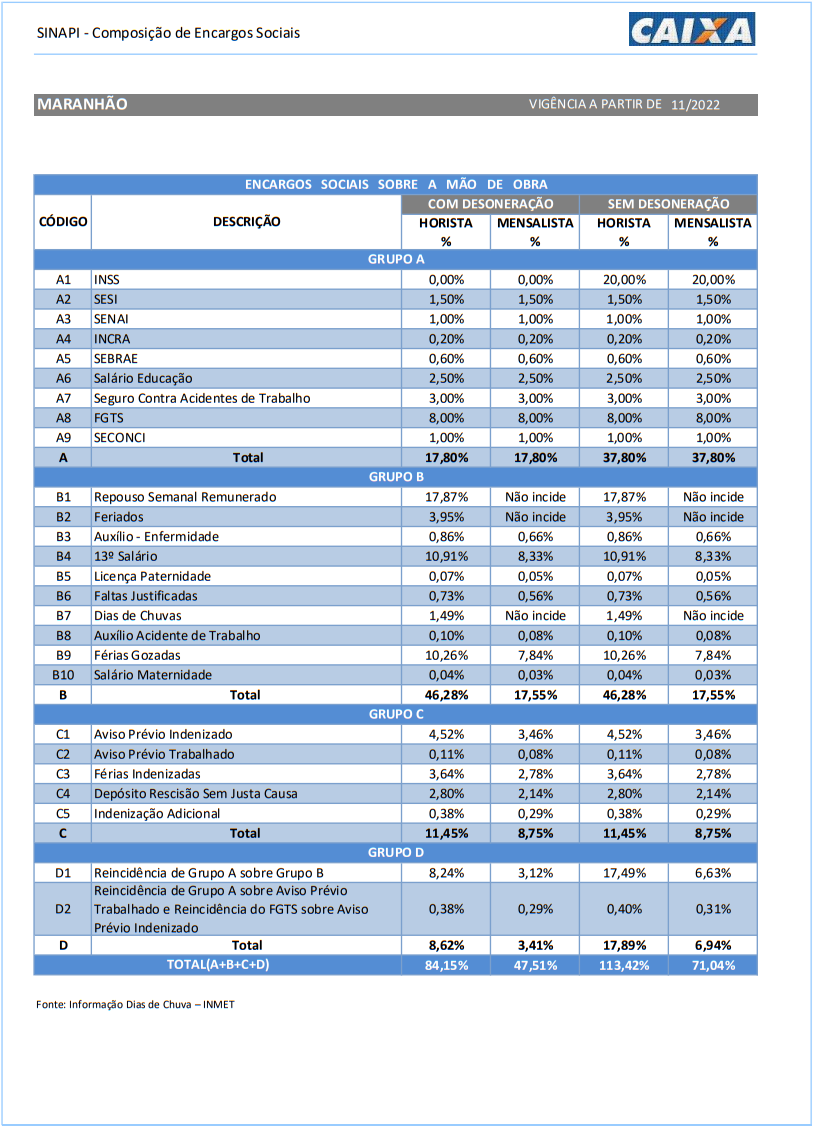 SINAPI - Composição de Encargos Sociais
CAIXA
MARANHÃO VIGÊNCIA A PARTIR DE 11/2022
ENCARGOS SOCIAIS SOBRE A MÃO DE OBRA
CÓDIGO DESCRIÇÃO COM DESONERAÇÃO SEM DESONERAÇÃO
HORISTA MENSALISTA HORISTA MENSALISTA
% % % %
GRUPO A
A1 INSS 0,00% 0,00% 20,00% 20,00%
A2 SESI 1,50% 1,50% 1,50% 1,50%
A3 SENAI 1,00% 1,00% 1,00% 1,00%
A4 INCRA 0,20% 0,20% 0,20% 0,20%
A5 SEBRAE 0,60% 0,60% 0,60% 0,60%
A6 Salário Educação 2,50% 2,50% 2,50% 2,50%
A7 Seguro Contra Acidentes de Trabalho 3,00% 3,00% 3,00% 3,00%
A8 FGTS 8,00% 8,00% 8,00% 8,00%
A9 SECONCI 1,00% 1,00% 1,00% 1,00%
A Total 17,80% 17,80% 37,80% 37,80%
GRUPO B
B1 Repouso Semanal Remunerado 17,87% Não incide 17,87% Não incide
B2 Feriados 3,95% Não incide 3,95% Não incide
B3 Auxílio - Enfermidade 0,86% 0,66% 0,86% 0,66%
B4 13º Salário 10,91% 8,33% 10,91% 8,33%
B5 Licença Paternidade 0,07% 0,05% 0,07% 0,05%
B6 Faltas Justificadas 0,73% 0,56% 0,73% 0,56%
B7 Dias de Chuvas 1,49% Não incide 1,49% Não incide
B8 Auxílio Acidente de Trabalho 0,10% 0,08% 0,10% 0,08%
B9 Férias Gozadas 10,26% 7,84% 10,26% 7,84%
B10 Salário Maternidade 0,04% 0,03% 0,04% 0,03%
B Total 46,28% 17,55% 46,28% 17,55%
GRUPO C
C1 Aviso Prévio Indenizado 4,52% 3,46% 4,52% 3,46%
C2 Aviso Prévio Trabalhado 0,11% 0,08% 0,11% 0,08%
C3 Férias Indenizadas 3,64% 2,78% 3,64% 2,78%
C4 Depósito Rescisão Sem Justa Causa 2,80% 2,14% 2,80% 2,14%
C5 Indenização Adicional 0,38% 0,29% 0,38% 0,29%
C Total 11,45% 8,75% 11,45% 8,75%
GRUPO D
D1 Reincidência de Grupo A sobre Grupo B 8,24% 3,12% 17,49% 6,63%
Reincidência de Grupo A sobre Aviso Prévio
D2 Trabalhado e Reincidência do FGTS sobre Aviso 0,38% 0,29% 0,40% 0,31%
Prévio Indenizado
D Total 8,62% 3,41% 17,89% 6,94%
TOTAL(A+B+C+D) 84,15% 47,51% 113,42% 71,04%
Fonte: Informação Dias de Chuva – INMET